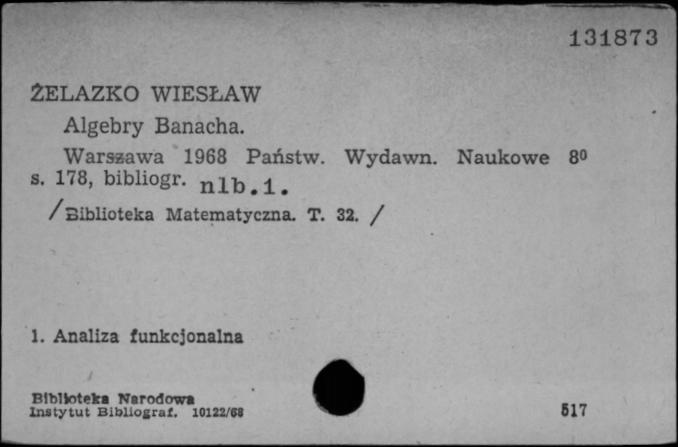 131873
ŻELAZKO WIESŁAW
Algebry Banacha.
Warszawa 1968 Państw. Wydawn. Naukowe 8⁰
s. 178, bibliogr. nlb.1.
/Biblioteka Matematyczna. T. 32. /
1. Analiza funkcjonalna
Biblioteka Narodowa
Instytut Bibliograf. 10122/68
517